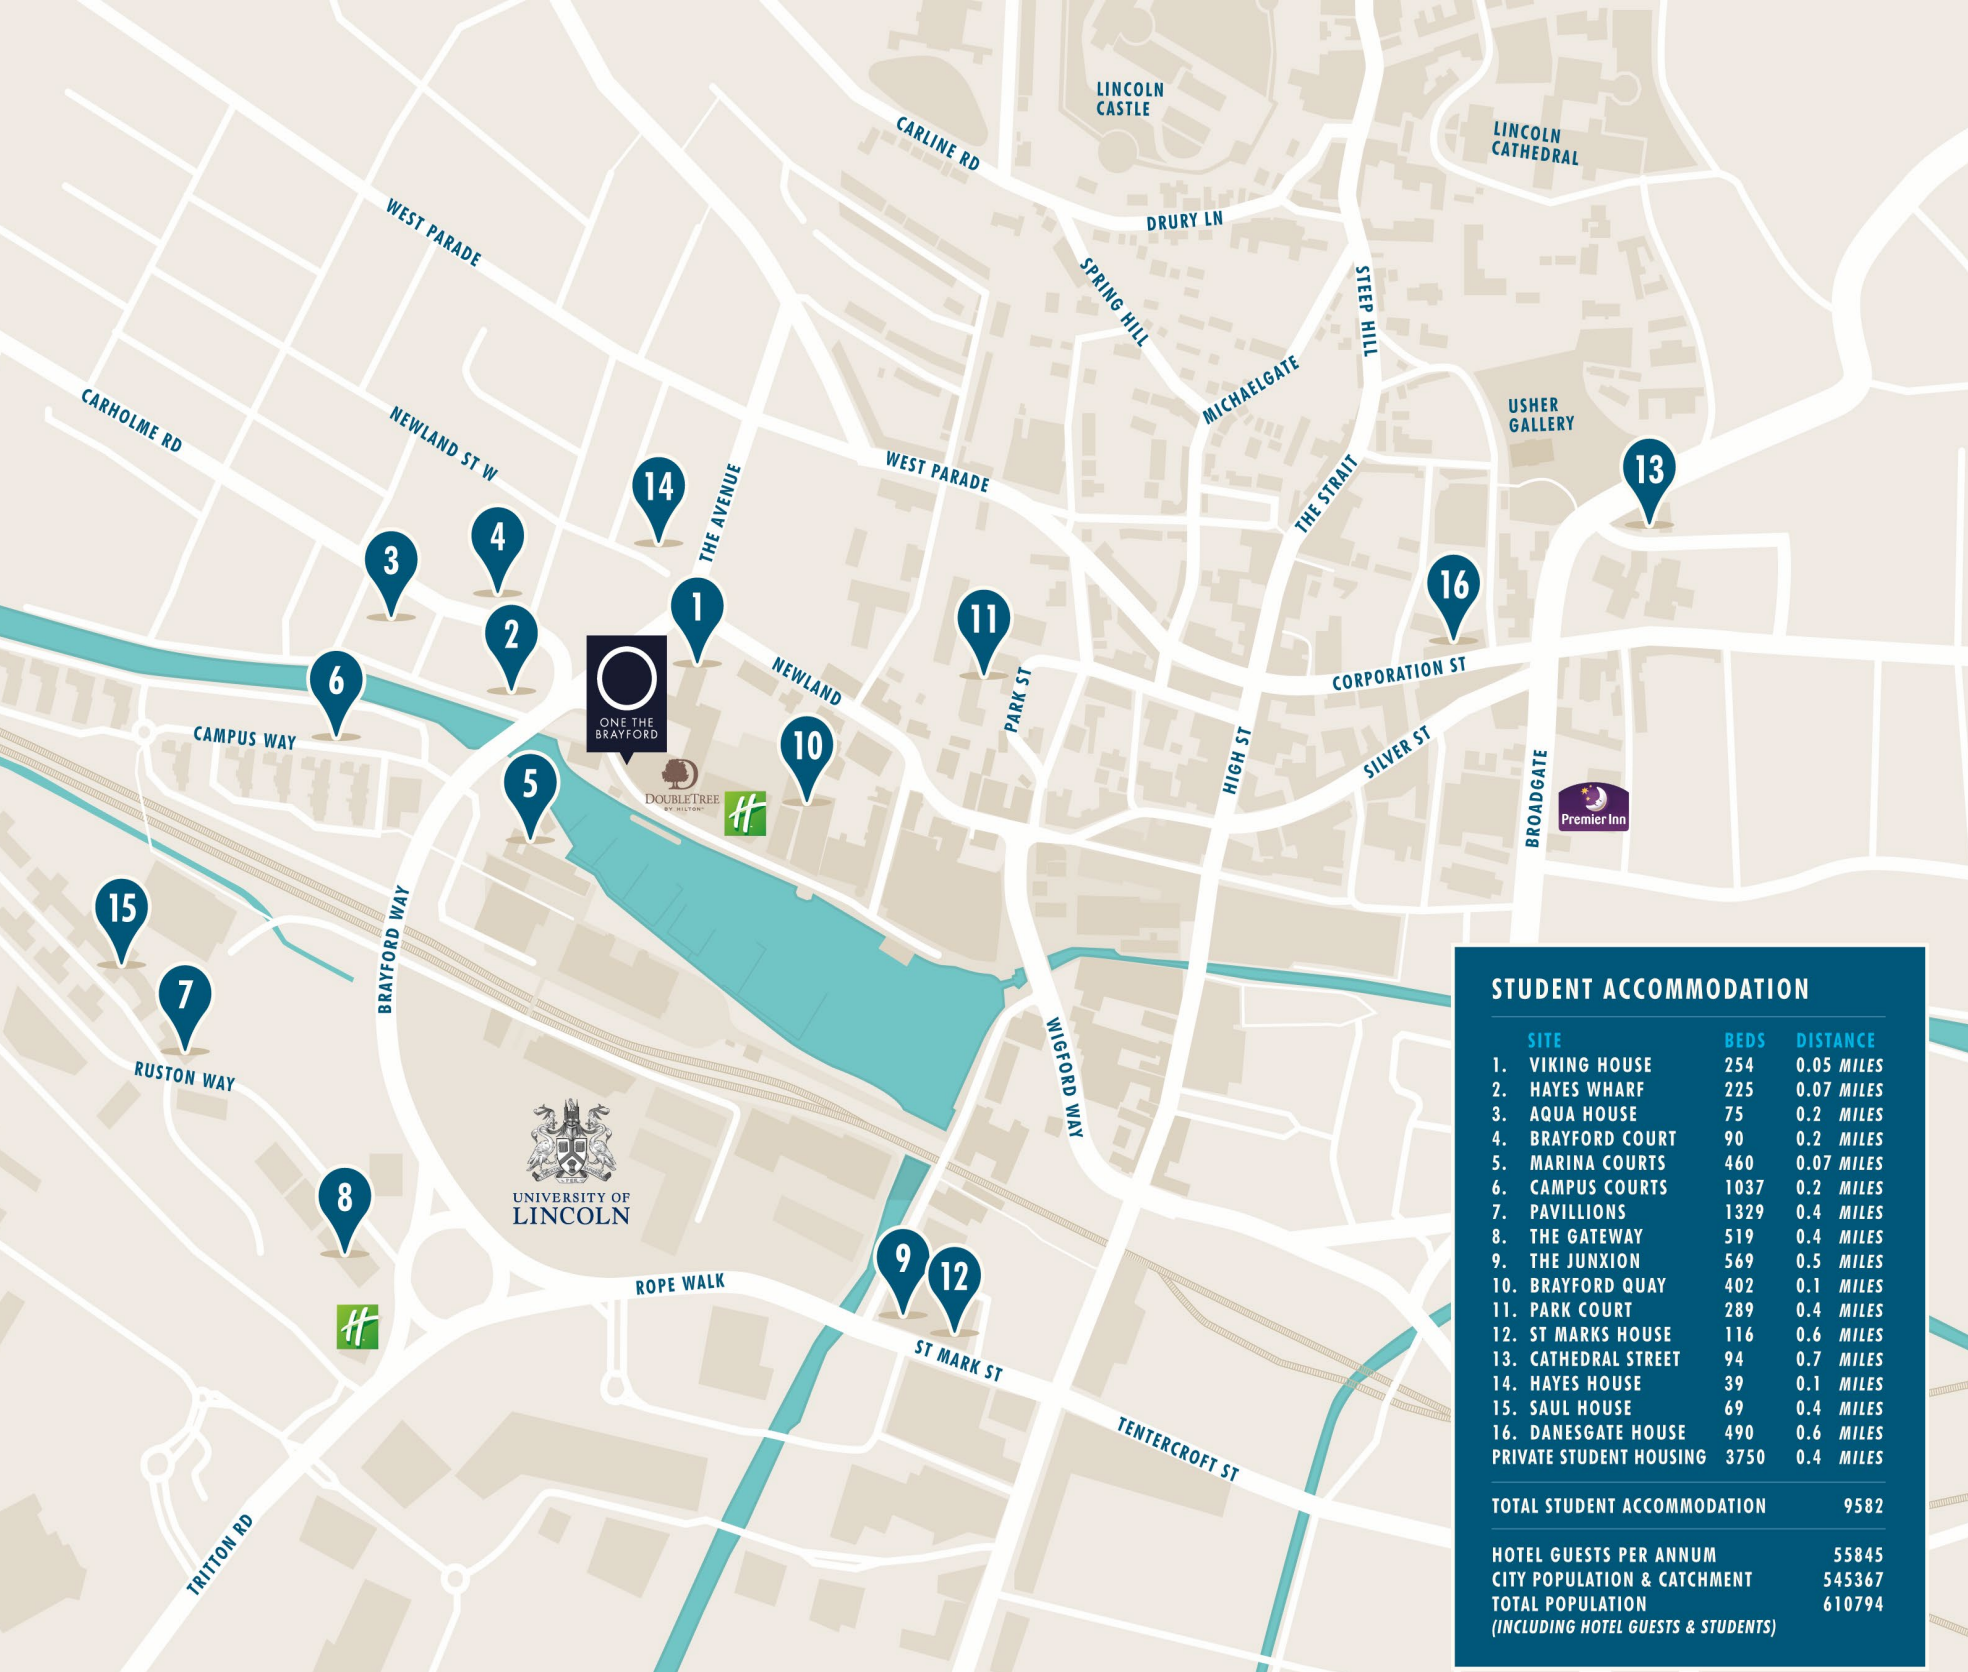 LINCOLN
CASTLE
CARLINE RD
LINCOLN
CATHEDRAL
WEST PARADE
DRURY LN
SPRING HILL
STEEP HILL
MICHAELGATE
CARHOLME RD
NEWLAND ST W
USHER
GALLERY
WEST PARADE
THE AVENUE
THE STRAIT
13
14
4
3
16
1
11
2
6
CAMPUS WAY
ONE THE
BRAYFORD
NEWLAND
PARK ST
CORPORATION ST
10
5
DOUBLETREE
BY HILTON™
H
HIGH ST
SILVER ST
BROADGATE
Premier Inn
15
7
BRAYFORD WAY
RUSTON WAY
WIGFORD WAY
UNIVERSITY OF
LINCOLN
8
H
9
12
ROPE WALK
ST MARK ST
TENTERCROFT ST
TRITTON RD
STUDENT ACCOMMODATION
SITE BEDS DISTANCE
1. VIKING HOUSE 254 0.05 MILES
2. HAYES WHARF 225 0.07 MILES
3. AQUA HOUSE 75 0.2 MILES
4. BRAYFORD COURT 90 0.2 MILES
5. MARINA COURTS 460 0.07 MILES
6. CAMPUS COURTS 1037 0.2 MILES
7. PAVILLIONS 1329 0.4 MILES
8. THE GATEWAY 519 0.4 MILES
9. THE JUNXION 569 0.5 MILES
10. BRAYFORD QUAY 402 0.1 MILES
11. PARK COURT 289 0.4 MILES
12. ST MARKS HOUSE 116 0.6 MILES
13. CATHEDRAL STREET 94 0.7 MILES
14. HAYES HOUSE 39 0.1 MILES
15. SAUL HOUSE 69 0.4 MILES
16. DANESGATE HOUSE 490 0.6 MILES
PRIVATE STUDENT HOUSING 3750 0.4 MILES
TOTAL STUDENT ACCOMMODATION 9582
HOTEL GUESTS PER ANNUM 55845
CITY POPULATION & CATCHMENT 545367
TOTAL POPULATION 610794
(INCLUDING HOTEL GUESTS & STUDENTS)